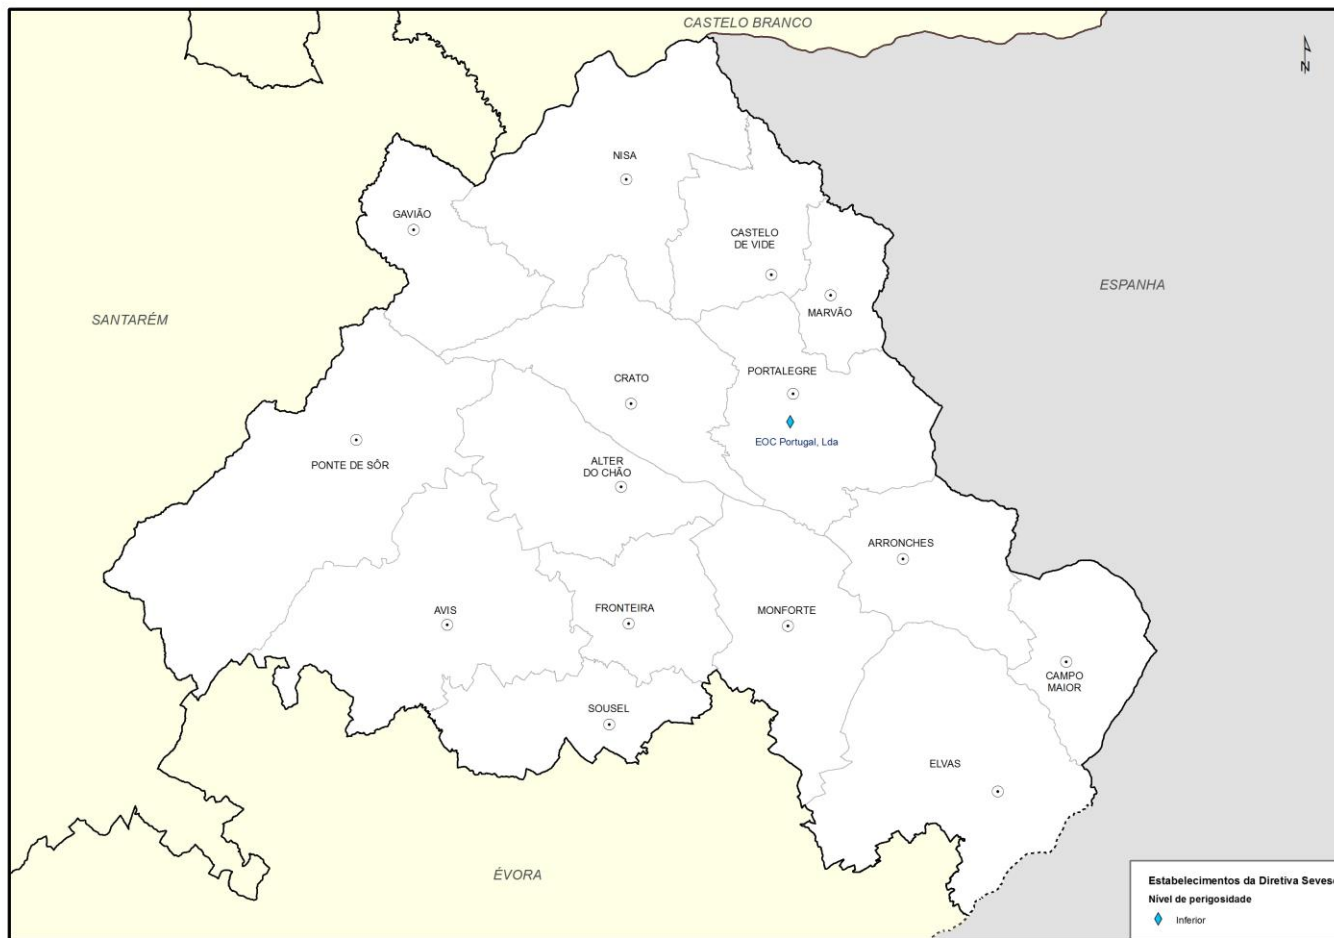 CASTELO BRANCO
N
NISA
GAVIÃO
CASTELO
DE VIDE
ESPANHA
MARVÃO
SANTARÉM
PORTALEGRE
CRATO
EOC Portugal, Lda
ALTER
DO CHÃO
PONTE DE SÔR
ARRONCHES
AVIS
FRONTEIRA
MONFORTE
CAMPO
MAIOR
SOUSEL
ELVAS
ÉVORA
Estabelecimentos da Diretiva Seveso
Nível de perigosidade
Inferior